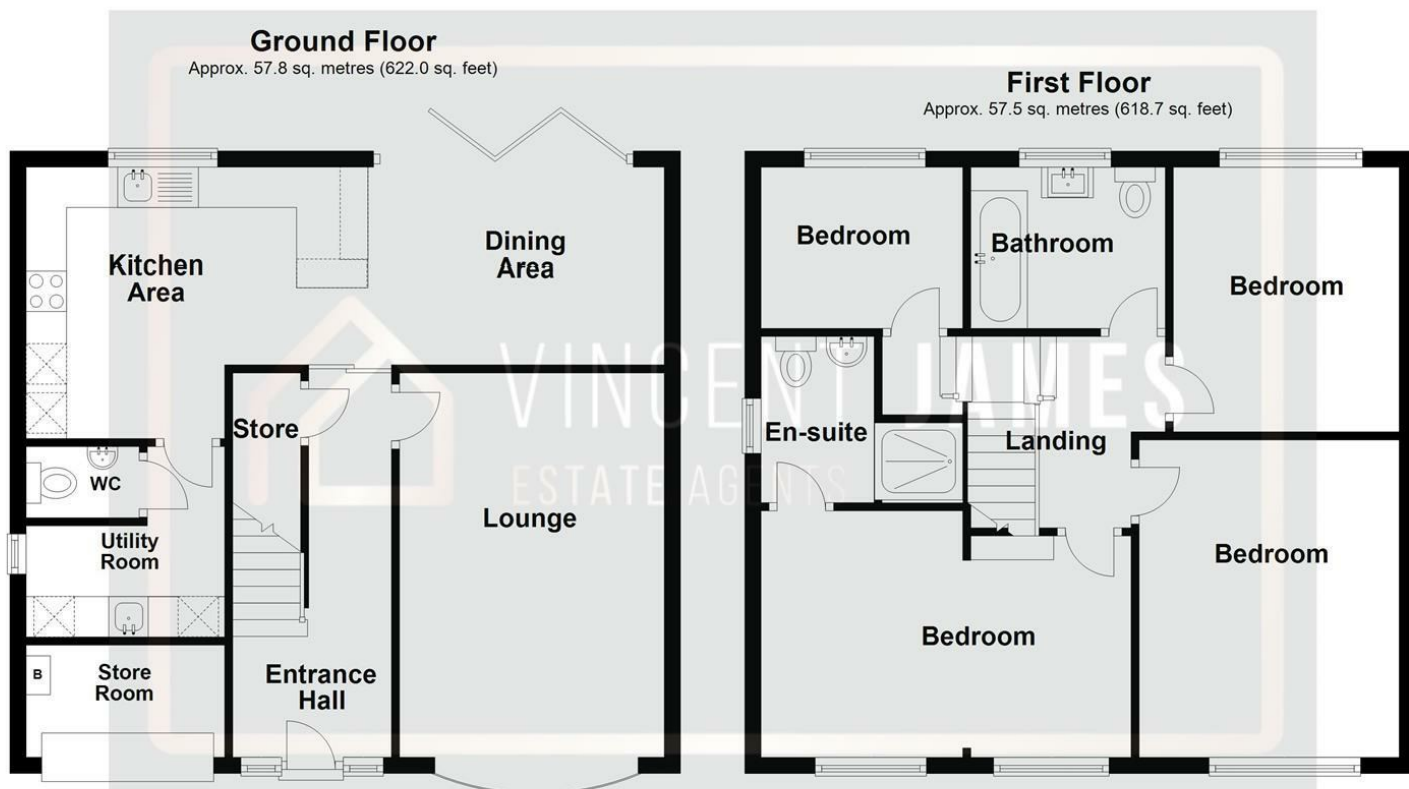 Ground Floor
Approx. 57.8 sq. metres (622.0 sq. feet)
Kitchen
Area
Dining
Area
Store
WC
Utility
Room
Lounge
B
Store
Room
Entrance
Hall
First Floor
Approx. 57.5 sq. metres (618.7 sq. feet)
Bedroom
Bathroom
Bedroom
En-suite
Landing
Bedroom
Bedroom
VINCENT JAMES
ESTATE AGENTS